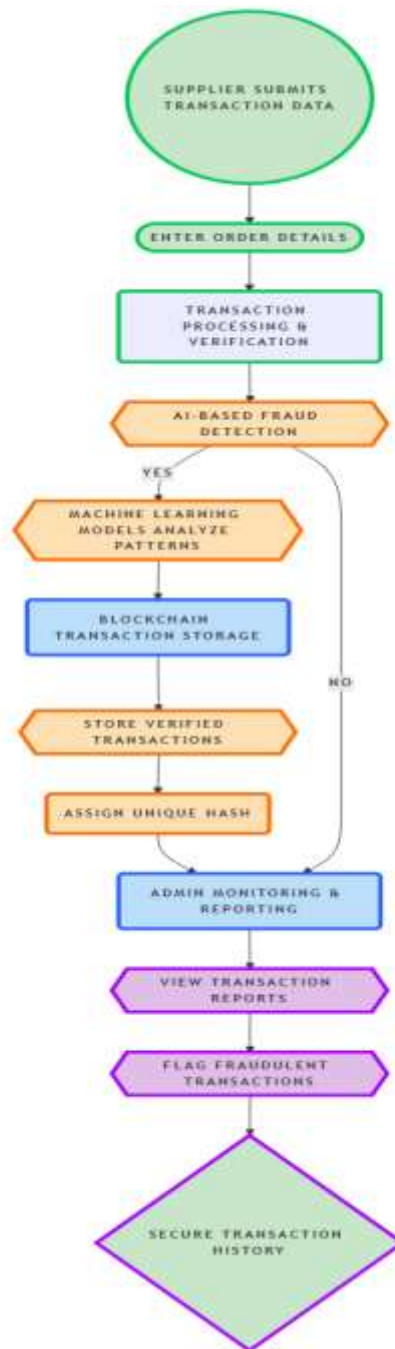 SUPPLIER SUBMITS
TRANSACTION DATA
ENTER ORDER DETAILS
TRANSACTION
PROCESSING &
VERIFICATION
AI-BASED FRAUD
DETECTION
YES
MACHINE LEARNING
MODELS ANALYZE
PATTERNS
BLOCKCHAIN
TRANSACTION STORAGE
NO
STORE VERIFIED
TRANSACTIONS
ASSIGN UNIQUE HASH
ADMIN MONITORING &
REPORTING
VIEW TRANSACTION
REPORTS
FLAG FRAUDULENT
TRANSACTIONS
SECURE TRANSACTION
HISTORY